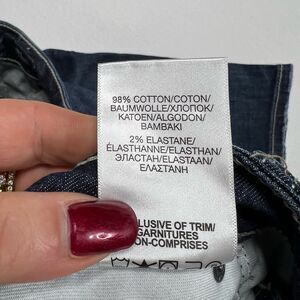 98% COTTON/COTON/
BAUMWOLLE/ХЛОПОК/
KATOEN/ALGODON/
ΒΑΜΒΑΚΙ
2% ELASTANE/
ÉLASTHANNE/ELASTHAN/
ЭЛАСТАН/ELASTAAN/
ΕΛΑΣΤΑΝΗ
LUSIVE OF TRIM/
GARNITURES
ON-COMPRISES